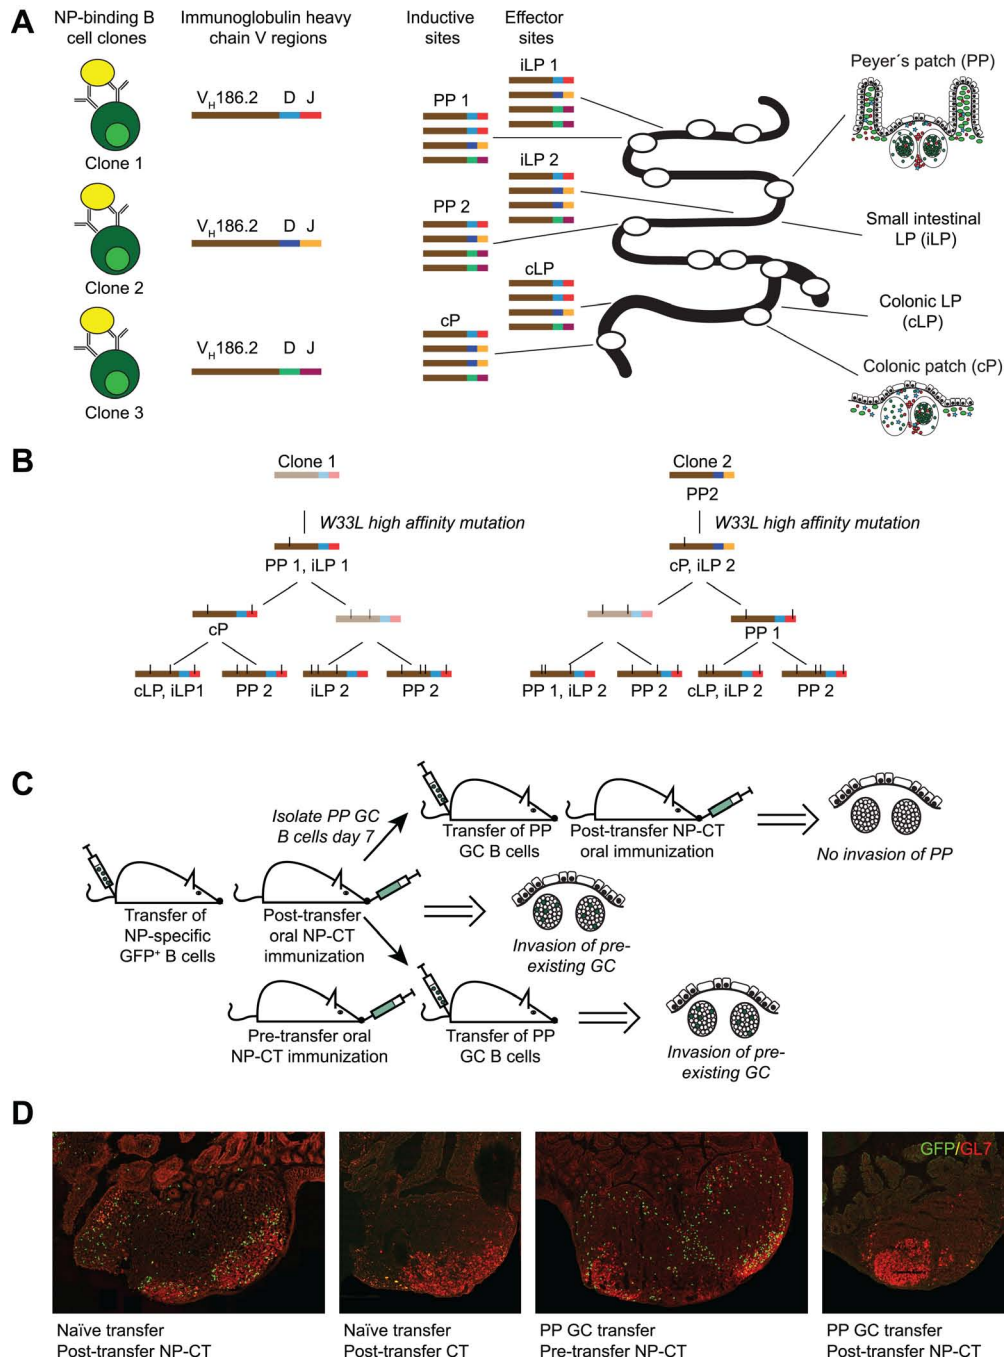 A
NP-binding B
cell clones
Immunoglobulin heavy
chain V regions
Inductive
sites
Effector
sites
VH186.2 D J
Clone 1
VH186.2 D J
Clone 2
VH186.2 D J
Clone 3
iLP 1
PP 1
iLP 2
PP 2
cLP
cP
Peyer´s patch (PP)
Small intestinal
LP (iLP)
Colonic LP
(cLP)
Colonic patch (cP)
B
Clone 1
W33L high affinity mutation
PP 1, iLP 1
cP
cLP, iLP1
PP 2
iLP 2
PP 2
Clone 2
PP2
W33L high affinity mutation
cP, iLP 2
PP 1
PP 1, iLP 2
PP 2
cLP, iLP 2
PP 2
C
Isolate PP GC
B cells day 7
Transfer of PP
GC B cells
Post-transfer NP-CT
oral immunization
No invasion of PP
Transfer of
NP-specific
GFP+ B cells
Post-transfer
oral NP-CT
immunization
Invasion of pre-
existing GC
Pre-transfer oral
NP-CT immunization
Transfer of PP
GC B cells
Invasion of pre-
existing GC
D
GFP/GL7
Naïve transfer
Post-transfer NP-CT
Naïve transfer
Post-transfer CT
PP GC transfer
Pre-transfer NP-CT
PP GC transfer
Post-transfer NP-CT